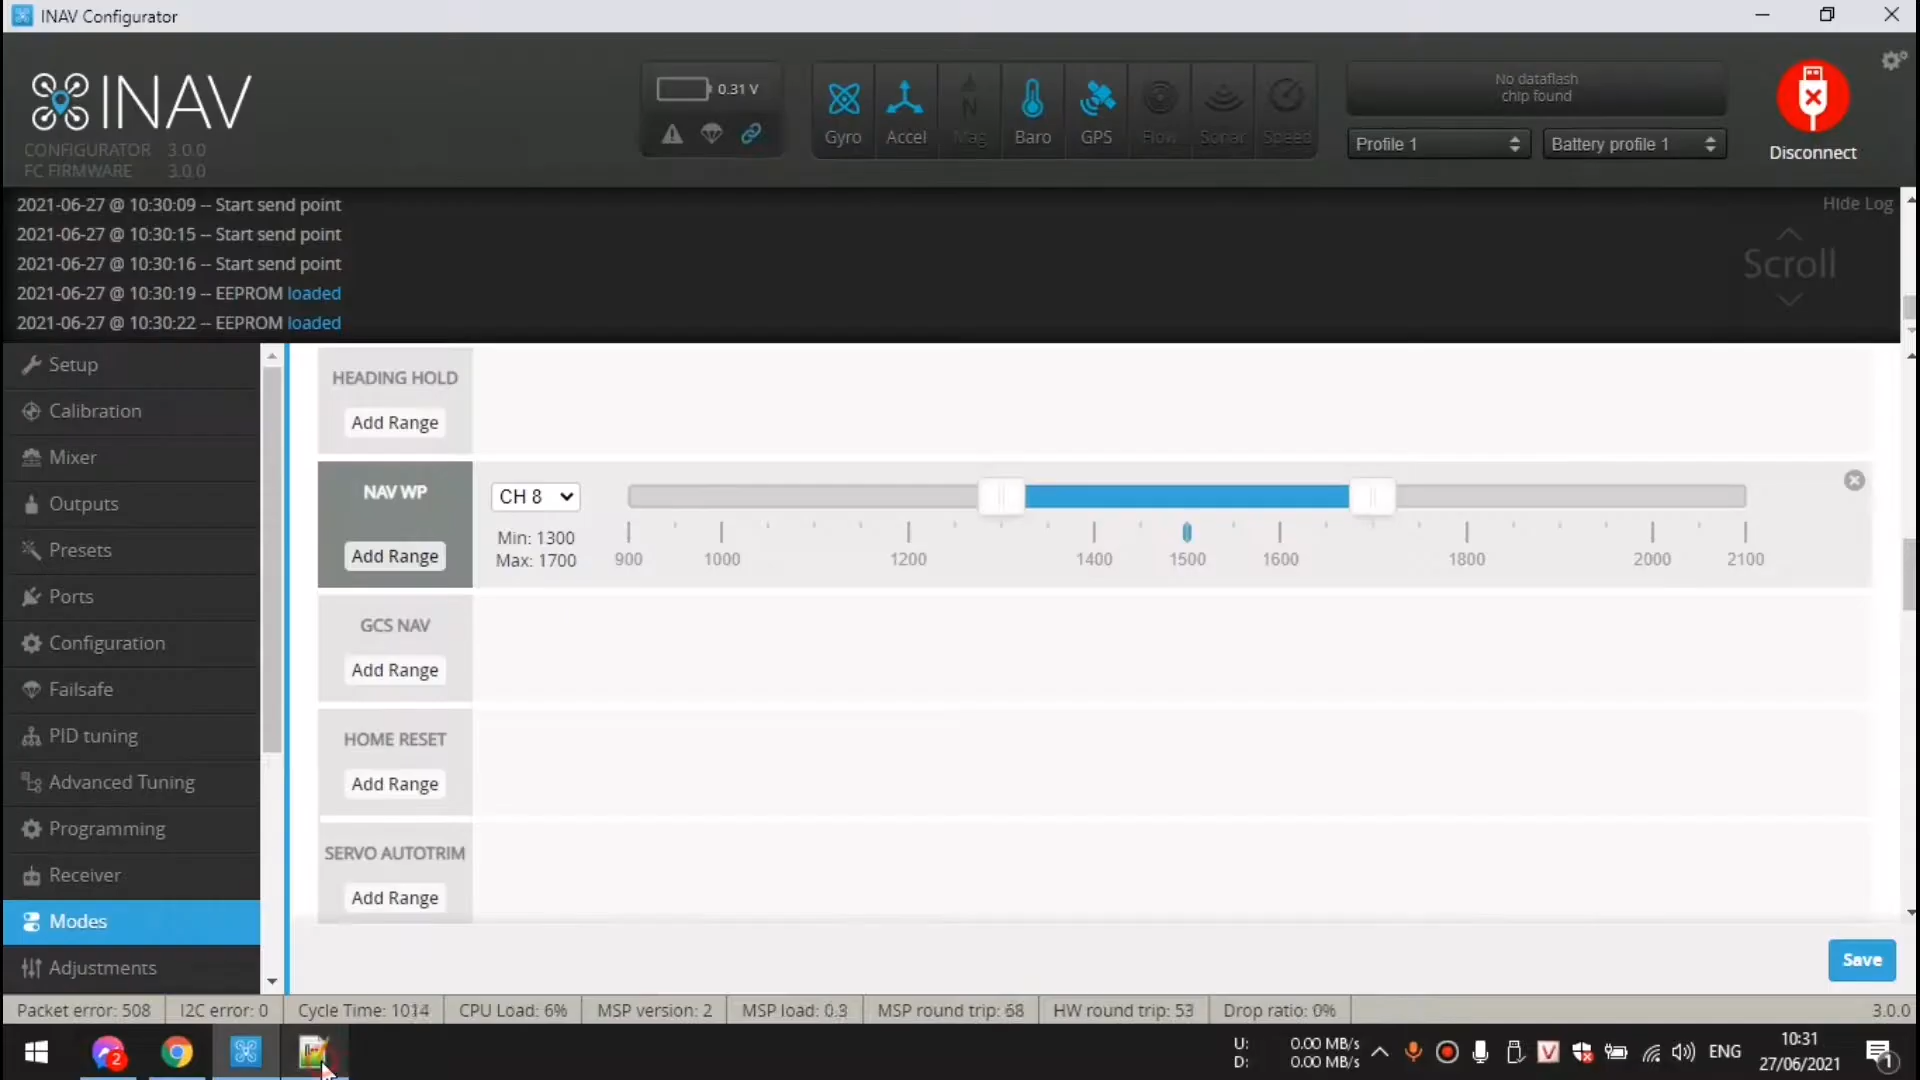 INAV Configurator
INAV
CONFIGURATOR 3.0.0
FC FIRMWARE 3.0.0
0.31 V
Gyro Accel Mag Baro GPS Flow Sonar Speed
No dataflash
chip found
Profile 1
Battery profile 1
Disconnect
2021-06-27 @ 10:30:09 -- Start send point
2021-06-27 @ 10:30:15 -- Start send point
2021-06-27 @ 10:30:16 -- Start send point
2021-06-27 @ 10:30:19 -- EEPROM loaded
2021-06-27 @ 10:30:22 -- EEPROM loaded
Hide Log
Scroll
Setup
Calibration
Mixer
Outputs
Presets
Ports
Configuration
Failsafe
PID tuning
Advanced Tuning
Programming
Receiver
Modes
Adjustments
HEADING HOLD
Add Range
NAV WP
Add Range
CH 8
Min: 1300
Max: 1700
900 1000 1200 1400 1500 1600 1800 2000 2100
GCS NAV
Add Range
HOME RESET
Add Range
SERVO AUTOTRIM
Add Range
Save
Packet error: 508 I2C error: 0 Cycle Time: 1014 CPU Load: 6% MSP version: 2 MSP load: 0.3 MSP round trip: 68 HW round trip: 53 Drop ratio: 0% 3.0.0
2
U: 0.00 MB/s
D: 0.00 MB/s
V
ENG
10:31
27/06/2021
1